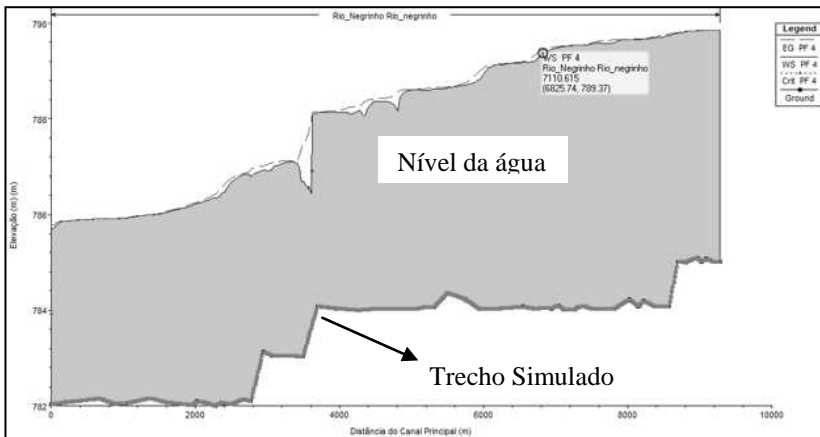 Rio_Negrinho Rio_negrinho
Legend
EG PF 4
WS PF 4
Crit PF 4
Ground
WS PF 4
Rio_Negrinho Rio_negrinho
7110.615
(6825.74, 789.37)
Nível da água
Trecho Simulado
Elevação (m) (m)
790
788
786
784
782
0
2000
4000
6000
8000
10000
Distância do Canal Principal (m)